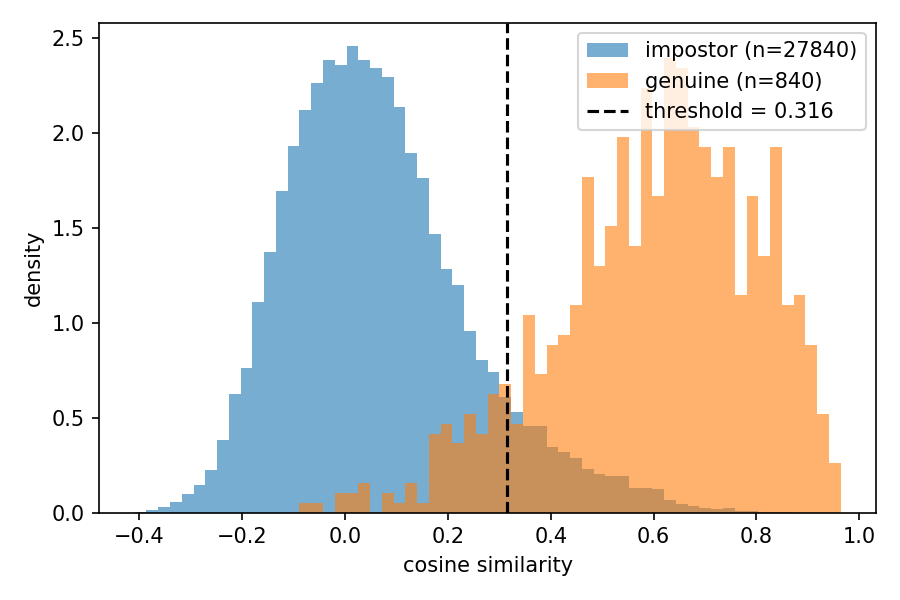 2.5
2.0
1.5
1.0
0.5
0.0
density
impostor (n=27840)
genuine (n=840)
threshold = 0.316
−0.4 −0.2 0.0 0.2 0.4 0.6 0.8 1.0
cosine similarity